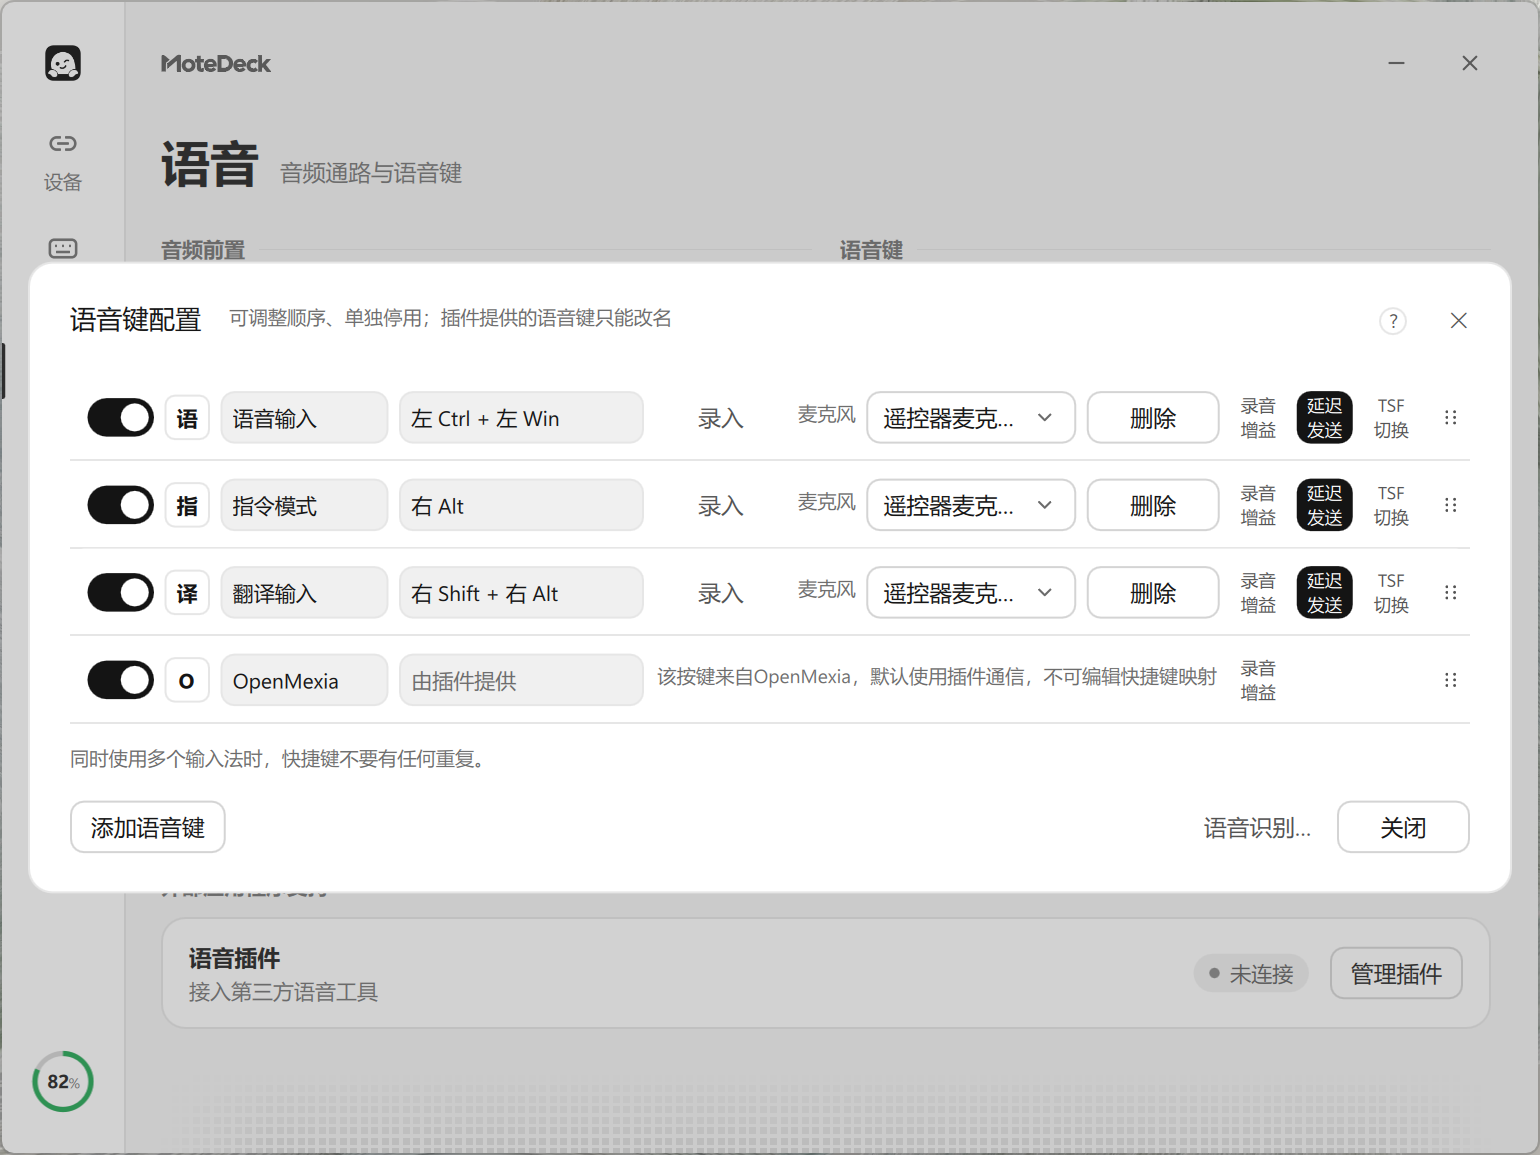 MoteDeck
设备
语音 音频通路与语音键
音频前置 语音键
语音键配置 可调整顺序、单独停用；插件提供的语音键只能改名 ?
语 语音输入 左 Ctrl + 左 Win 录入 麦克风 遥控器麦克... 删除 录音增益 延迟发送 TSF切换
指 指令模式 右 Alt 录入 麦克风 遥控器麦克... 删除 录音增益 延迟发送 TSF切换
译 翻译输入 右 Shift + 右 Alt 录入 麦克风 遥控器麦克... 删除 录音增益 延迟发送 TSF切换
O OpenMexia 由插件提供 该按键来自OpenMexia，默认使用插件通信，不可编辑快捷键映射 录音增益
同时使用多个输入法时，快捷键不要有任何重复。
添加语音键 语音识别... 关闭
语音插件
接入第三方语音工具
未连接 管理插件
82%